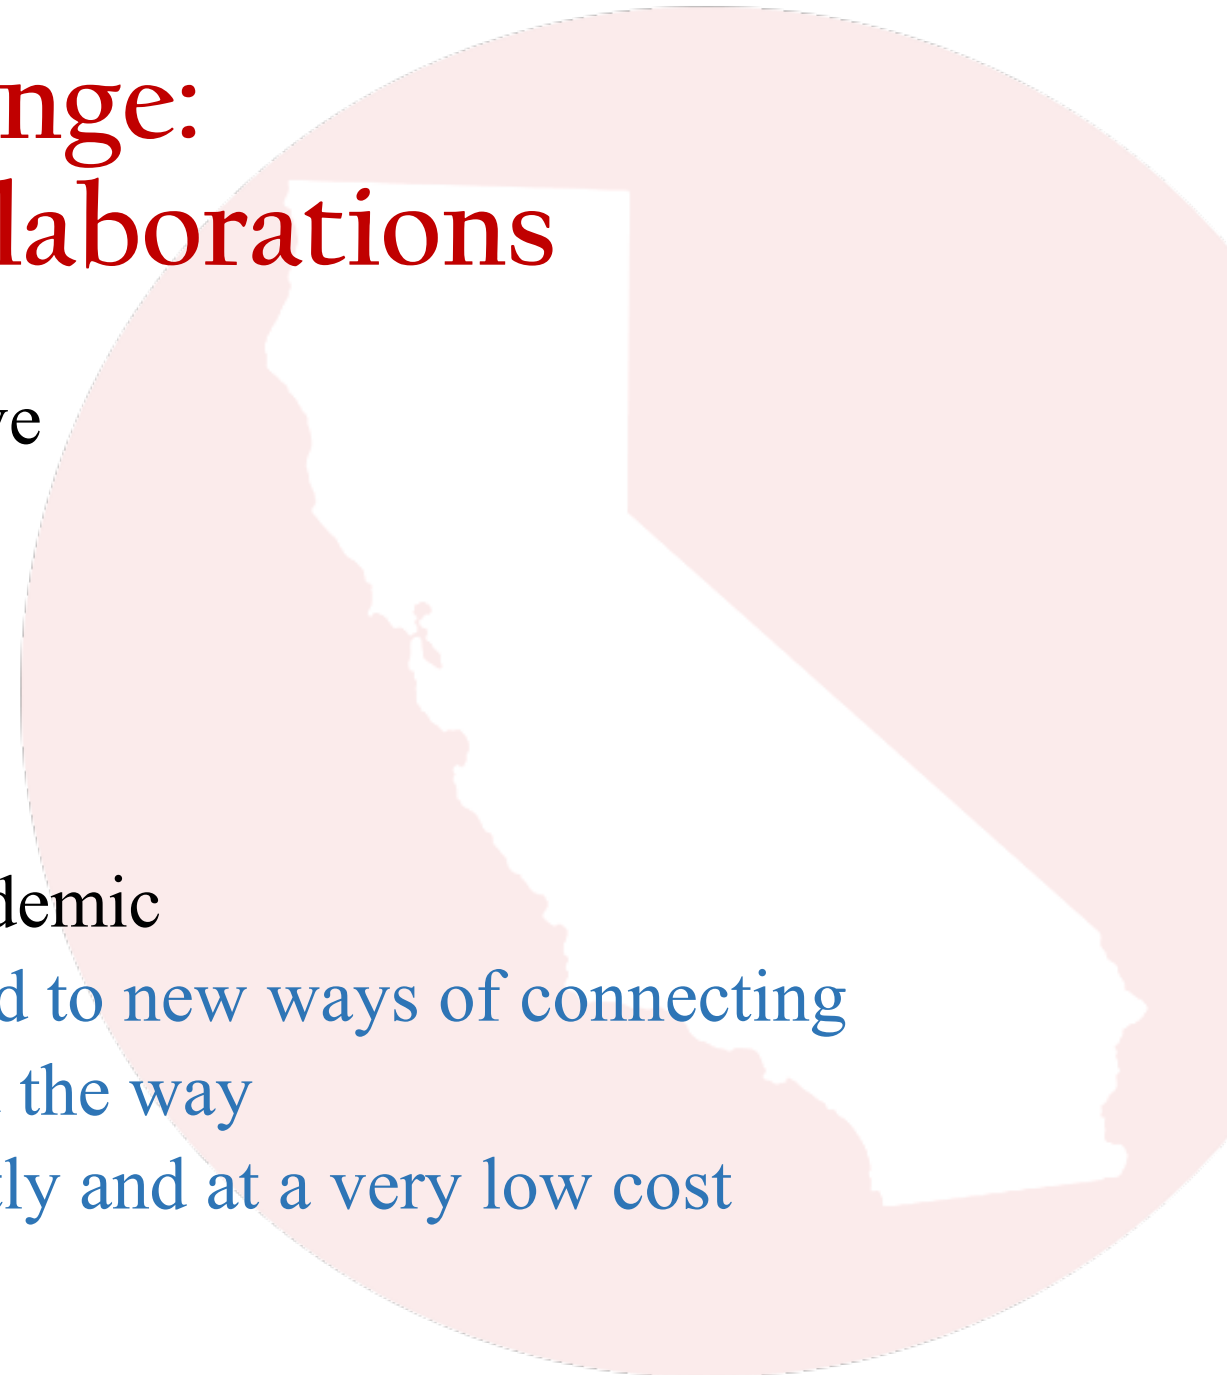 nge:
laborations
ve
demic
d to new ways of connecting
the way
tly and at a very low cost